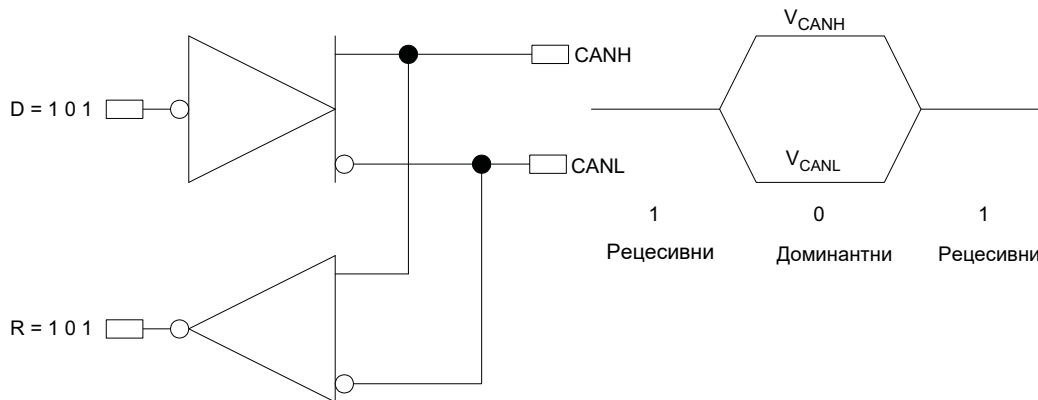 V_CANH
CANH
D = 1 0 1
CANL
V_CANL
1 0 1
Рецесивни Доминантни Рецесивни
R = 1 0 1